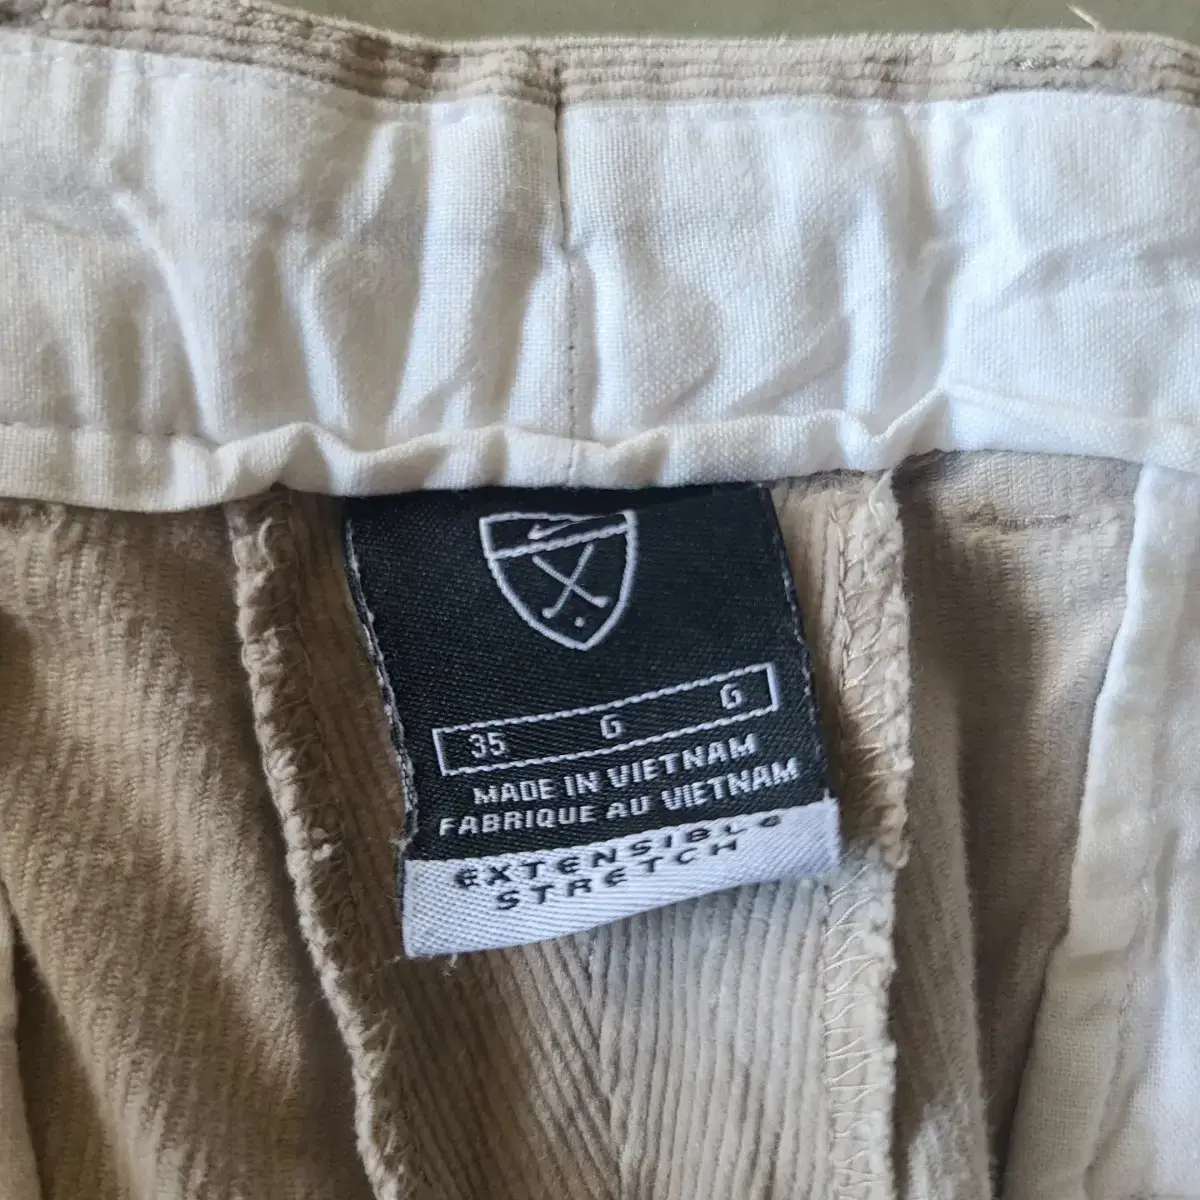 35 G G
MADE IN VIETNAM
FABRIQUE AU VIETNAM
EXTENSIBLE
STRETCH